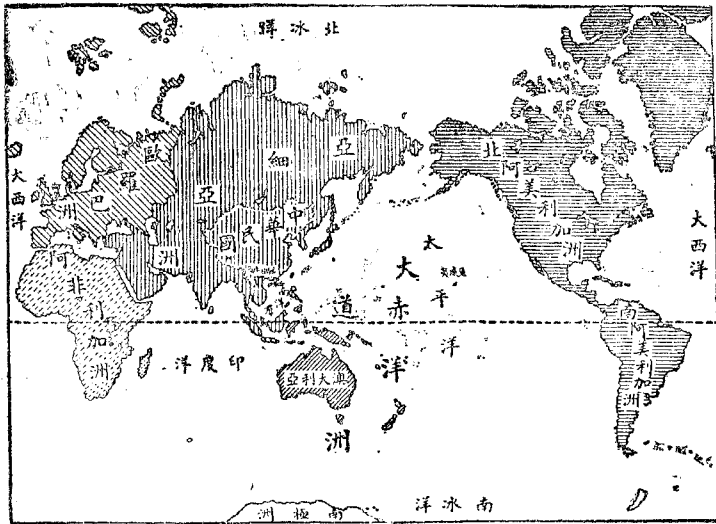 北冰洋
歐羅巴洲
亞細亞洲
中華民國
北阿美利加洲
大西洋
大西洋
阿非利加洲
太平洋
大洋洲
赤道
南阿美利加洲
印度洋
澳大利亞
南極洲
南冰洋